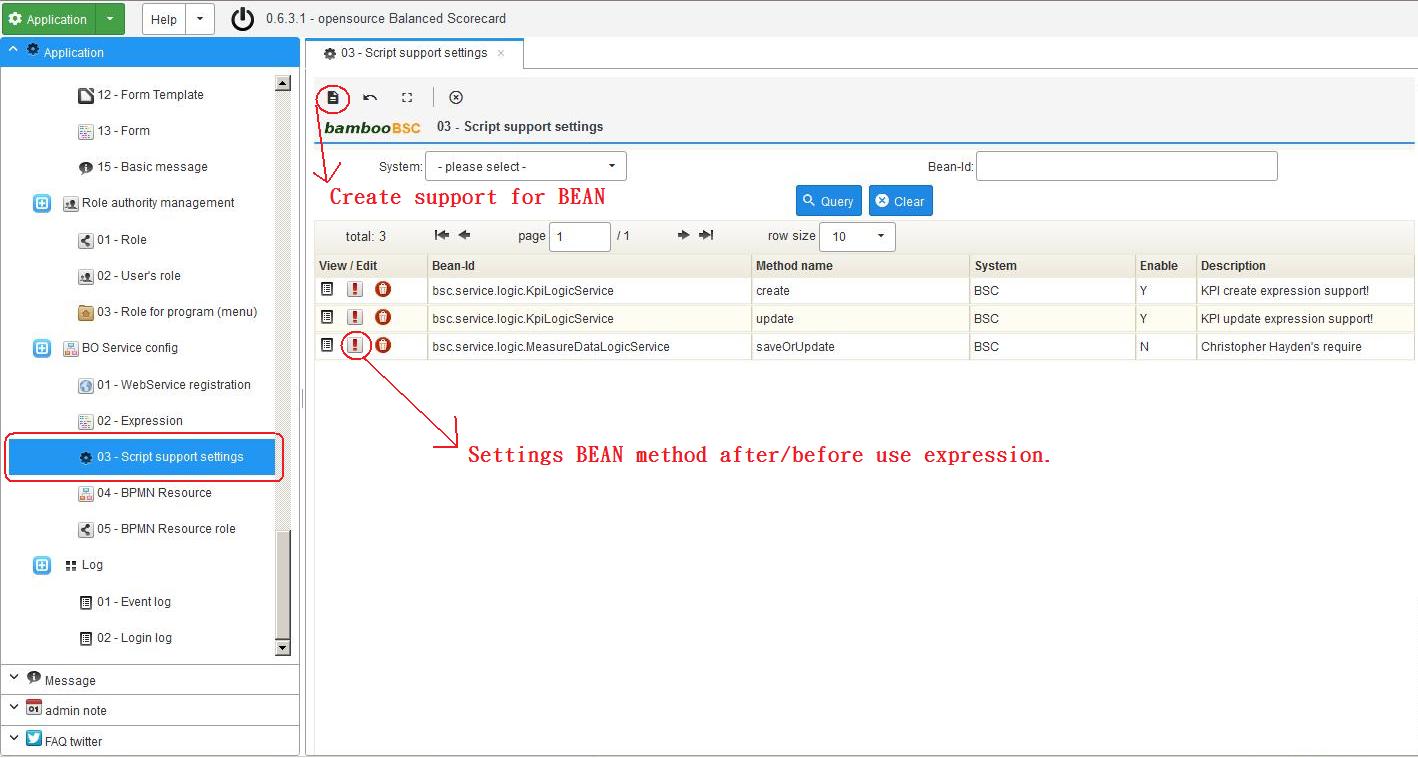 Application
Help
0.6.3.1 - opensource Balanced Scorecard
Application
12 - Form Template
13 - Form
15 - Basic message
Role authority management
01 - Role
02 - User's role
03 - Role for program (menu)
BO Service config
01 - WebService registration
02 - Expression
03 - Script support settings
04 - BPMN Resource
05 - BPMN Resource role
Log
01 - Event log
02 - Login log
Message
01
admin note
FAQ twitter
03 - Script support settings ×
bambooBSC 03 - Script support settings
System: - please select - Bean-Id:
Create support for BEAN
Query Clear
total: 3 page 1 / 1 row size 10
View / Edit Bean-Id Method name System Enable Description
bsc.service.logic.KpiLogicService create BSC Y KPI create expression support!
bsc.service.logic.KpiLogicService update BSC Y KPI update expression support!
bsc.service.logic.MeasureDataLogicService saveOrUpdate BSC N Christopher Hayden's require
Settings BEAN method after/before use expression.